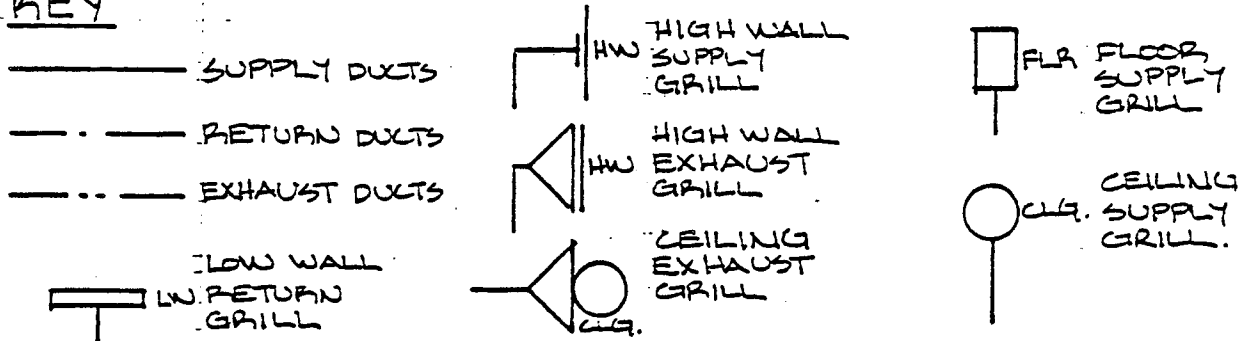 KEY
SUPPLY DUCTS
RETURN DUCTS
EXHAUST DUCTS
LW. LOW WALL
RETURN
GRILL
HW HIGH WALL
SUPPLY
GRILL
HW HIGH WALL
EXHAUST
GRILL
CEILING
EXHAUST
GRILL
CLG.
FLR FLOOR
SUPPLY
GRILL
CLG. CEILING
SUPPLY
GRILL.